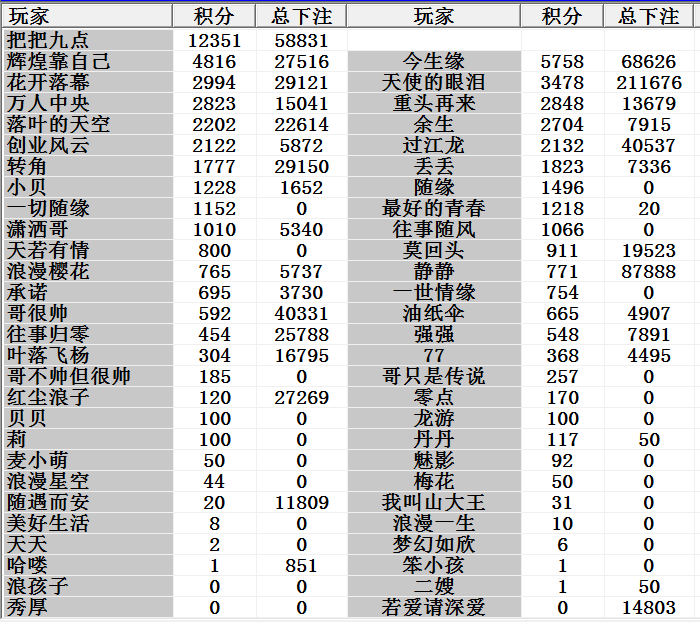 玩家 积分 总下注 玩家 积分 总下注
把把九点 12351 58831
辉煌靠自己 4816 27516 今生缘 5758 68626
花开落幕 2994 29121 天使的眼泪 3478 211676
万人中央 2823 15041 重头再来 2848 13679
落叶的天空 2202 22614 余生 2704 7915
创业风云 2122 5872 过江龙 2132 40537
转角 1777 29150 丢丢 1823 7336
小贝 1228 1652 随缘 1496 0
一切随缘 1152 0 最好的青春 1218 20
潇洒哥 1010 5340 往事随风 1066 0
天若有情 800 0 莫回头 911 19523
浪漫樱花 765 5737 静静 771 87888
承诺 695 3730 一世情缘 754 0
哥很帅 592 40331 油纸伞 665 4907
往事归零 454 25788 强强 548 7891
叶落飞杨 304 16795 77 368 4495
哥不帅但很帅 185 0 哥只是传说 257 0
红尘浪子 120 27269 零点 170 0
贝贝 100 0 龙游 100 0
莉 100 0 丹丹 117 50
麦小萌 50 0 魅影 92 0
浪漫星空 44 0 梅花 50 0
随遇而安 20 11809 我叫山大王 31 0
美好生活 8 0 浪漫一生 10 0
天天 2 0 梦幻如欣 6 0
哈喽 1 851 笨小孩 1 0
浪孩子 0 0 二嫂 1 50
秀厚 0 0 若爱请深爱 0 14803